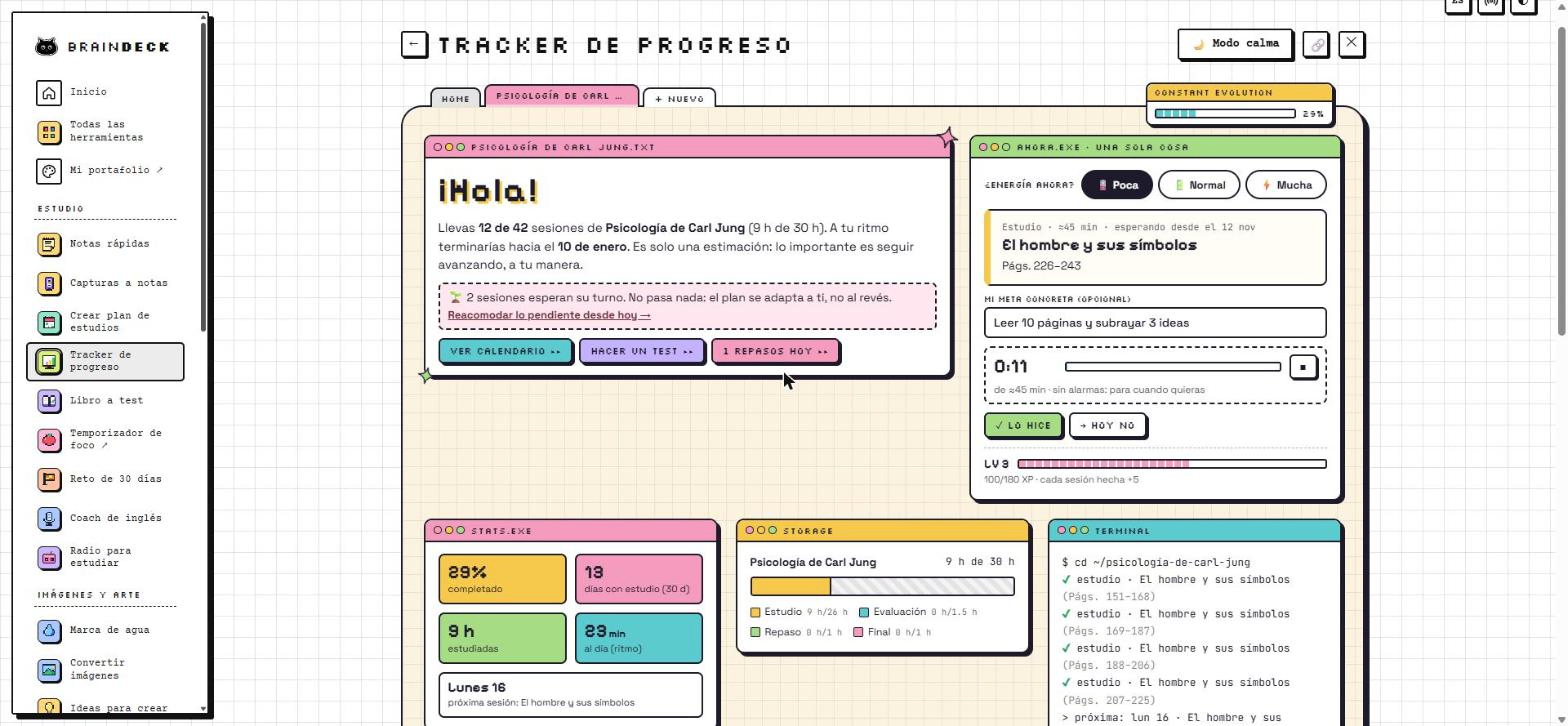 BRAINDECK
Inicio
Todas las
herramientas
Mi portafolio ↗
ESTUDIO
Notas rápidas
Capturas a notas
Crear plan de
estudios
Tracker de
progreso
Libro a test
Temporizador de
foco ↗
Reto de 30 días
Coach de inglés
Radio para
estudiar
IMÁGENES Y ARTE
Marca de agua
Convertir
imágenes
Ideas para crear
← TRACKER DE PROGRESO
Modo calma
HOME
PSICOLOGÍA DE CARL …
+ NUEVO
CONSTANT EVOLUTION
29%
PSICOLOGÍA DE CARL JUNG.TXT
¡Hola!
Llevas 12 de 42 sesiones de Psicología de Carl Jung (9 h de 30 h). A tu ritmo
terminarías hacia el 10 de enero. Es solo una estimación: lo importante es seguir
avanzando, a tu manera.
2 sesiones esperan su turno. No pasa nada: el plan se adapta a ti, no al revés.
Reacomodar lo pendiente desde hoy →
VER CALENDARIO ▸▸
HACER UN TEST ▸▸
1 REPASOS HOY ▸▸
AHORA.EXE · UNA SOLA COSA
¿ENERGÍA AHORA?
Poca
Normal
Mucha
Estudio · ≈45 min · esperando desde el 12 nov
El hombre y sus símbolos
Págs. 226–243
MI META CONCRETA (OPCIONAL)
Leer 10 páginas y subrayar 3 ideas
0:11
de ≈45 min · sin alarmas: para cuando quieras
✓ LO HICE
→ HOY NO
LV 3
100/180 XP · cada sesión hecha +5
STATS.EXE
29%
completado
13
días con estudio (30 d)
9 h
estudiadas
23 min
al día (ritmo)
Lunes 16
próxima sesión: El hombre y sus símbolos
STORAGE
Psicología de Carl Jung 9 h de 30 h
Estudio 9 h/26 h Evaluación 0 h/1.5 h
Repaso 0 h/1 h Final 0 h/1 h
TERMINAL
$ cd ~/psicología-de-carl-jung
✔ estudio · El hombre y sus símbolos
(Págs. 151–168)
✔ estudio · El hombre y sus símbolos
(Págs. 169–187)
✔ estudio · El hombre y sus símbolos
(Págs. 188–206)
✔ estudio · El hombre y sus símbolos
(Págs. 207–225)
> próxima: lun 16 · El hombre y sus